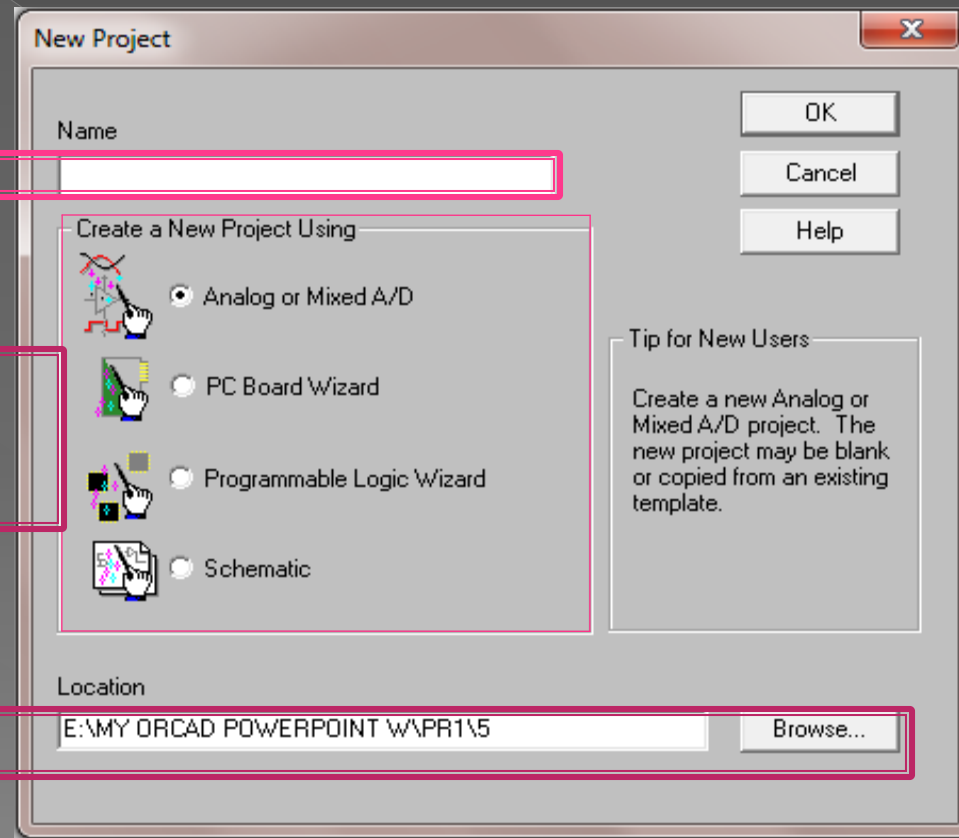 New Project
Name
OK
Cancel
Help
Create a New Project Using
Analog or Mixed A/D
PC Board Wizard
Programmable Logic Wizard
Schematic
Tip for New Users
Create a new Analog or
Mixed A/D project. The
new project may be blank
or copied from an existing
template.
Location
E:\MY ORCAD POWERPOINT W\PR1\5
Browse...